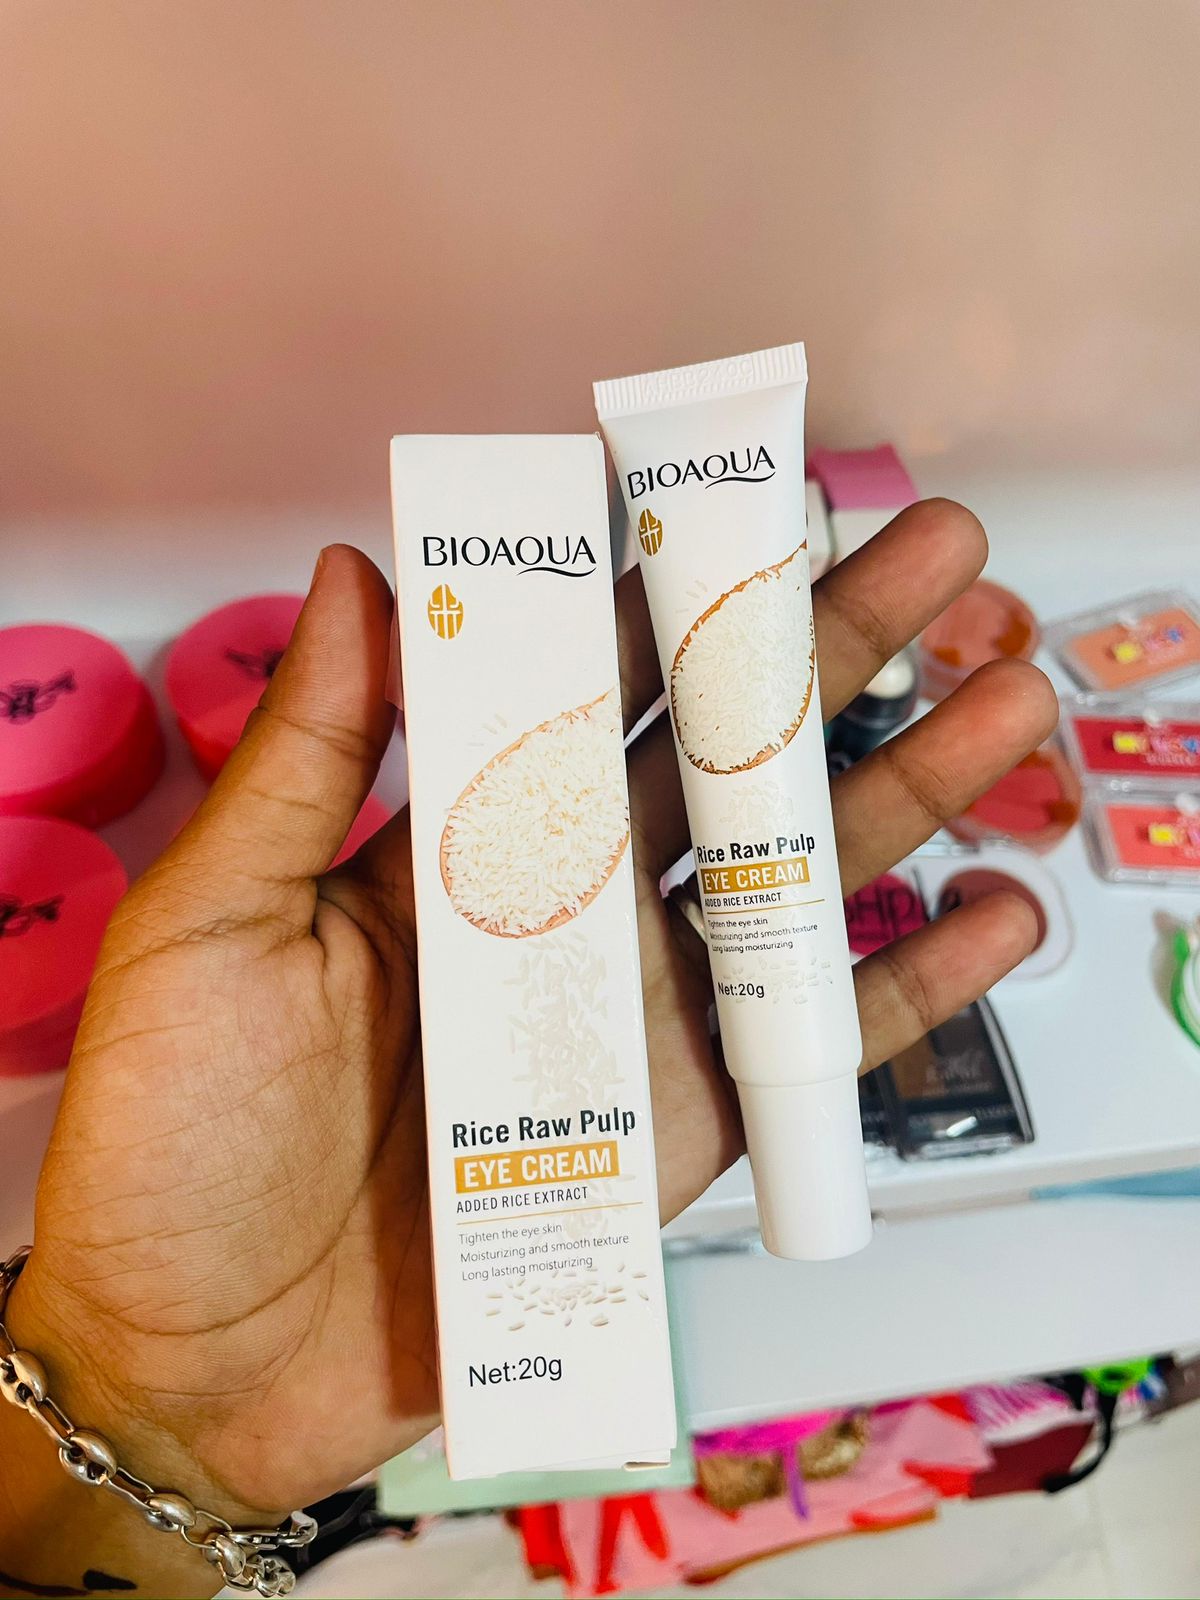 BIOAQUA
Rice Raw Pulp
EYE CREAM
ADDED RICE EXTRACT
Tighten the eye skin
Moisturizing and smooth texture
Long lasting moisturizing
Net:20g
BIOAQUA
Rice Raw Pulp
EYE CREAM
ADDED RICE EXTRACT
Tighten the eye skin
Moisturizing and smooth texture
Long lasting moisturizing
Net:20g